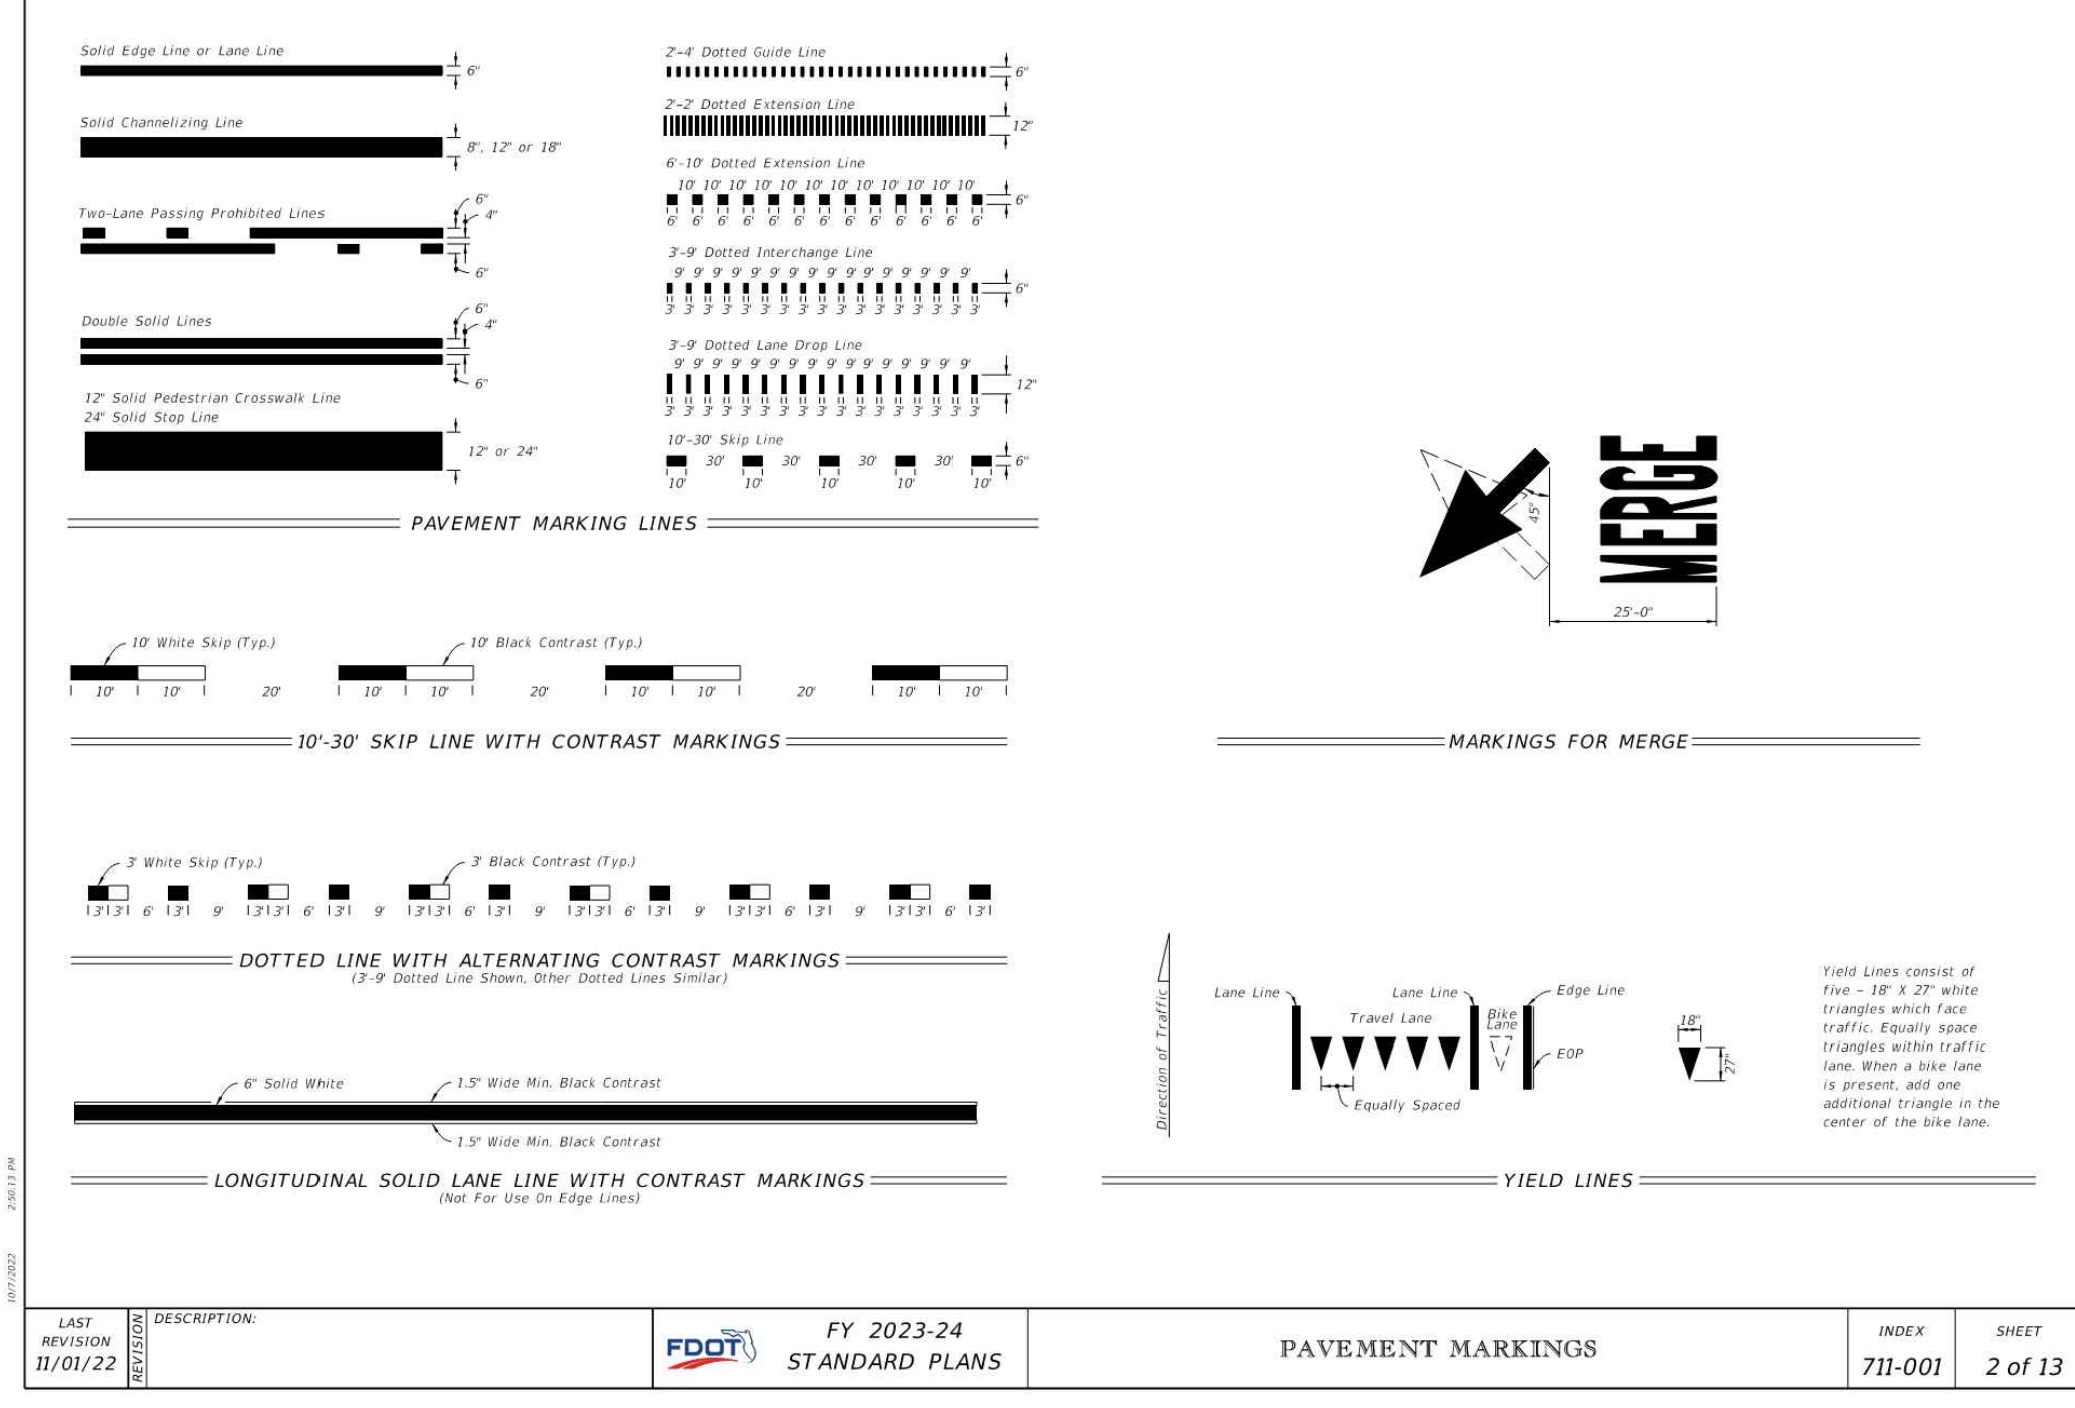 Solid Edge Line or Lane Line
6"
Solid Channelizing Line
8", 12" or 18"
Two-Lane Passing Prohibited Lines
6"
4"
6"
Double Solid Lines
6"
4"
6"
12" Solid Pedestrian Crosswalk Line
24" Solid Stop Line
12" or 24"
2'-4' Dotted Guide Line
6"
2'-2' Dotted Extension Line
12"
6'-10' Dotted Extension Line
10' 10' 10' 10' 10' 10' 10' 10' 10' 10' 10' 10'
6"
6' 6' 6' 6' 6' 6' 6' 6' 6' 6' 6' 6' 6'
3'-9' Dotted Interchange Line
9' 9' 9' 9' 9' 9' 9' 9' 9' 9' 9' 9' 9' 9' 9' 9'
6"
3' 3' 3' 3' 3' 3' 3' 3' 3' 3' 3' 3' 3' 3' 3' 3' 3'
3'-9' Dotted Lane Drop Line
9' 9' 9' 9' 9' 9' 9' 9' 9' 9' 9' 9' 9' 9' 9' 9'
12"
3' 3' 3' 3' 3' 3' 3' 3' 3' 3' 3' 3' 3' 3' 3' 3' 3'
10'-30' Skip Line
30' 30' 30' 30'
6"
10' 10' 10' 10' 10'
PAVEMENT MARKING LINES
45°
MERGE
25'-0"
10' White Skip (Typ.)
10' Black Contrast (Typ.)
10' 10' 20' 10' 10' 20' 10' 10' 20' 10' 10'
10'-30' SKIP LINE WITH CONTRAST MARKINGS
MARKINGS FOR MERGE
3' White Skip (Typ.)
3' Black Contrast (Typ.)
3' 3' 6' 3' 9' 3' 3' 6' 3' 9' 3' 3' 6' 3' 9' 3' 3' 6' 3' 9' 3' 3' 6' 3' 9' 3' 3' 6' 3'
DOTTED LINE WITH ALTERNATING CONTRAST MARKINGS
(3'-9' Dotted Line Shown, Other Dotted Lines Similar)
6" Solid White
1.5" Wide Min. Black Contrast
1.5" Wide Min. Black Contrast
LONGITUDINAL SOLID LANE LINE WITH CONTRAST MARKINGS
(Not For Use On Edge Lines)
Direction of Traffic
Lane Line
Lane Line
Edge Line
Travel Lane
Bike
Lane
EOP
Equally Spaced
18"
27"
Yield Lines consist of
five - 18" X 27" white
triangles which face
traffic. Equally space
triangles within traffic
lane. When a bike lane
is present, add one
additional triangle in the
center of the bike lane.
YIELD LINES
2:50:13 PM
10/7/2022
LAST
REVISION
11/01/22
REVISION
DESCRIPTION:
FDOT
FY 2023-24
STANDARD PLANS
PAVEMENT MARKINGS
INDEX
711-001
SHEET
2 of 13